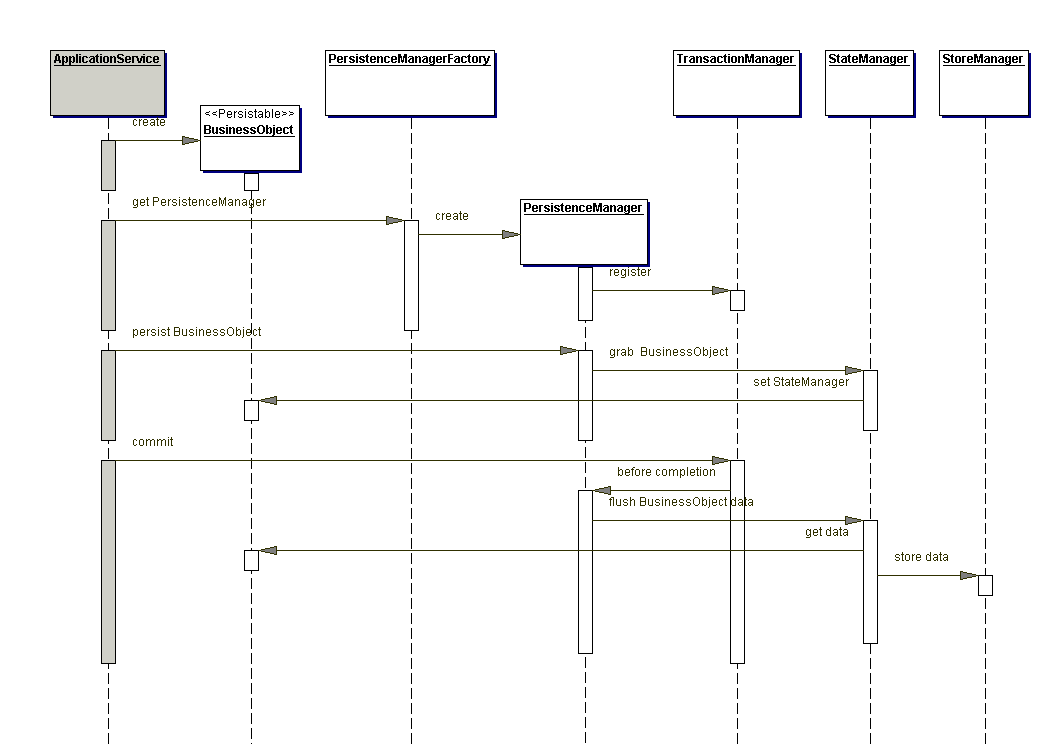 ApplicationService
PersistenceManagerFactory
TransactionManager
StateManager
StoreManager
<<Persistable>>
BusinessObject
create
get PersistenceManager
PersistenceManager
create
register
persist BusinessObject
grab  BusinessObject
set StateManager
commit
before completion
flush BusinessObject data
get data
store data